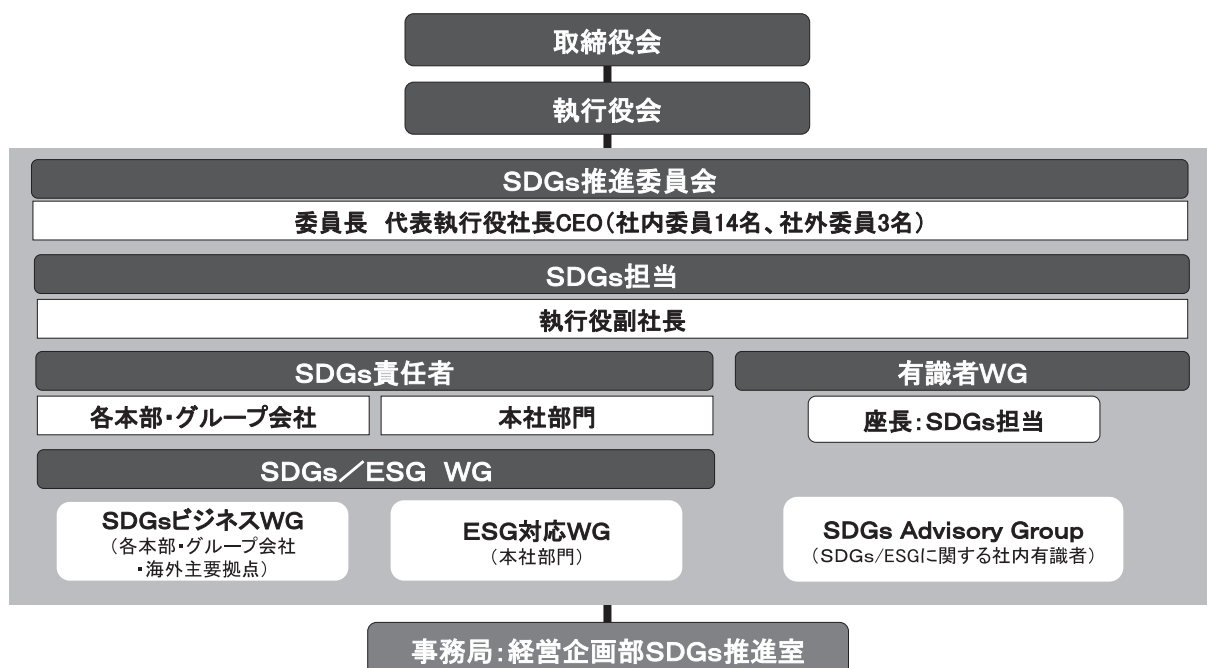 取締役会
執行役会
SDGs推進委員会
委員長 代表執行役社長CEO（社内委員14名、社外委員3名）
SDGs担当
執行役副社長
SDGs責任者
各本部・グループ会社
本社部門
SDGs／ESG WG
SDGsビジネスWG
（各本部・グループ会社
・海外主要拠点）
ESG対応WG
（本社部門）
有識者WG
座長：SDGs担当
SDGs Advisory Group
（SDGs/ESGに関する社内有識者）
事務局：経営企画部SDGs推進室